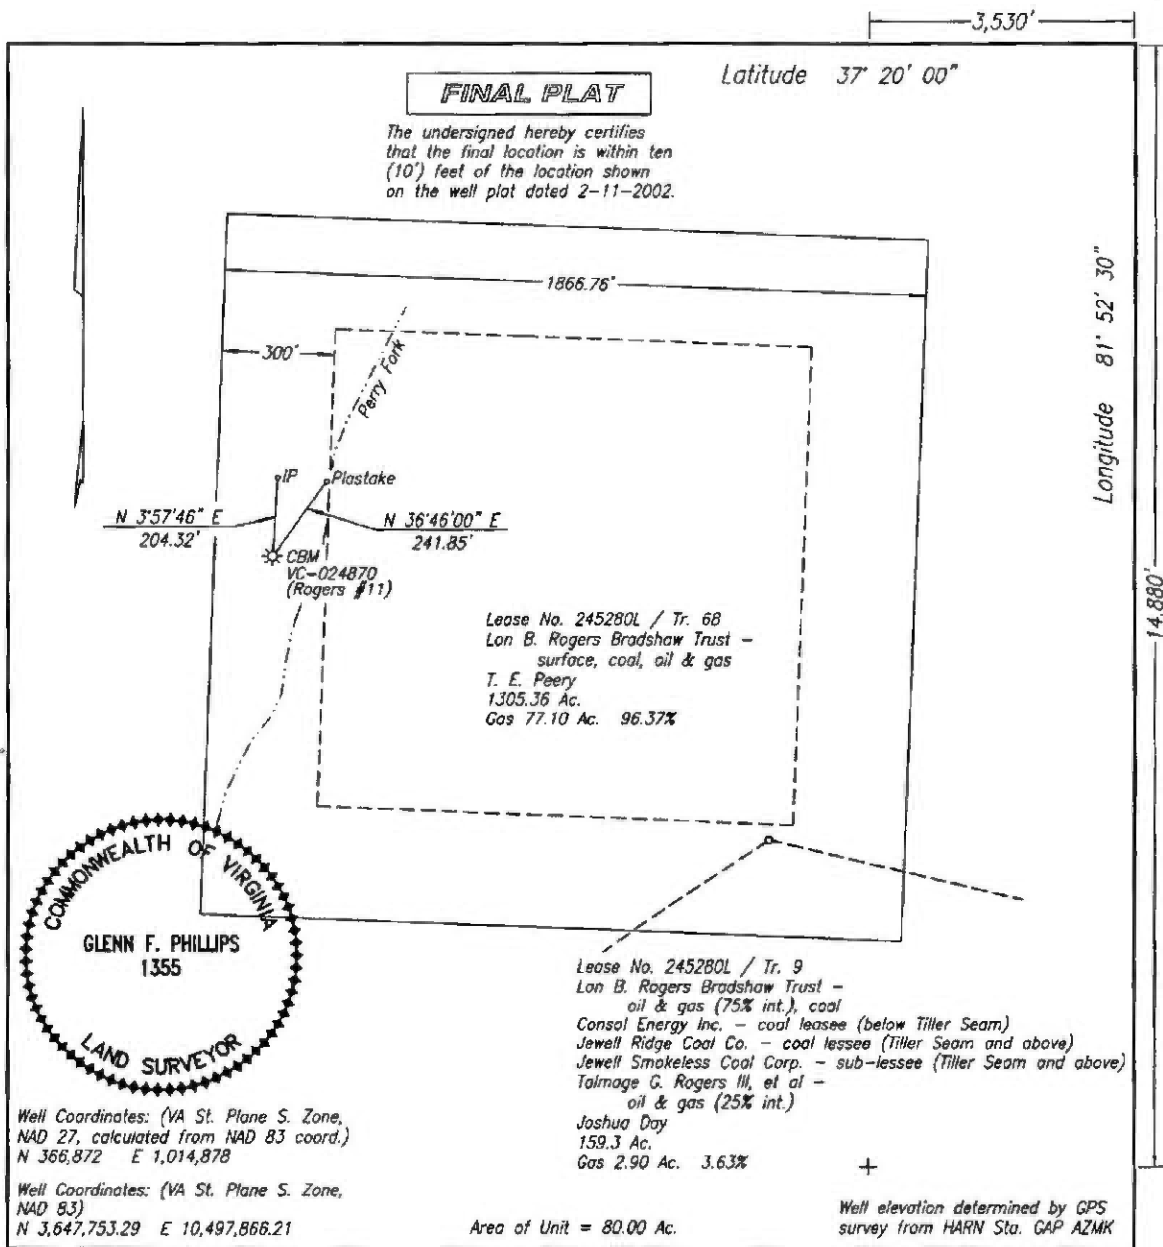 3,530'
Latitude 37° 20' 00"
FINAL PLAT
The undersigned hereby certifies
that the final location is within ten
(10') feet of the location shown
on the well plat dated 2-11-2002.
Longitude 81° 52' 30"
14,880'
1866.76'
300'
Perry Fork
IP
Plastake
N 3°57'46" E
204.32'
N 36°46'00" E
241.85'
CBM
VC-024870
(Rogers #11)
Lease No. 245280L / Tr. 68
Lon B. Rogers Bradshaw Trust -
surface, coal, oil & gas
T. E. Peery
1305.36 Ac.
Gas 77.10 Ac. 96.37%
COMMONWEALTH OF VIRGINIA
GLENN F. PHILLIPS
1355
LAND SURVEYOR
Lease No. 245280L / Tr. 9
Lon B. Rogers Bradshaw Trust -
oil & gas (75% int.), coal
Consol Energy Inc. - coal leasee (below Tiller Seam)
Jewell Ridge Coal Co. - coal lessee (Tiller Seam and above)
Jewell Smokeless Coal Corp. - sub-lessee (Tiller Seam and above)
Talmage G. Rogers III, et al -
oil & gas (25% int.)
Joshua Day
159.3 Ac.
Gas 2.90 Ac. 3.63%
Well Coordinates: (VA St. Plane S. Zone,
NAD 27, calculated from NAD 83 coord.)
N 366,872 E 1,014,878
Well Coordinates: (VA St. Plane S. Zone,
NAD 83)
N 3,647,753.29 E 10,497,866.21
Area of Unit = 80.00 Ac.
Well elevation determined by GPS
survey from HARN Sta. GAP AZMK